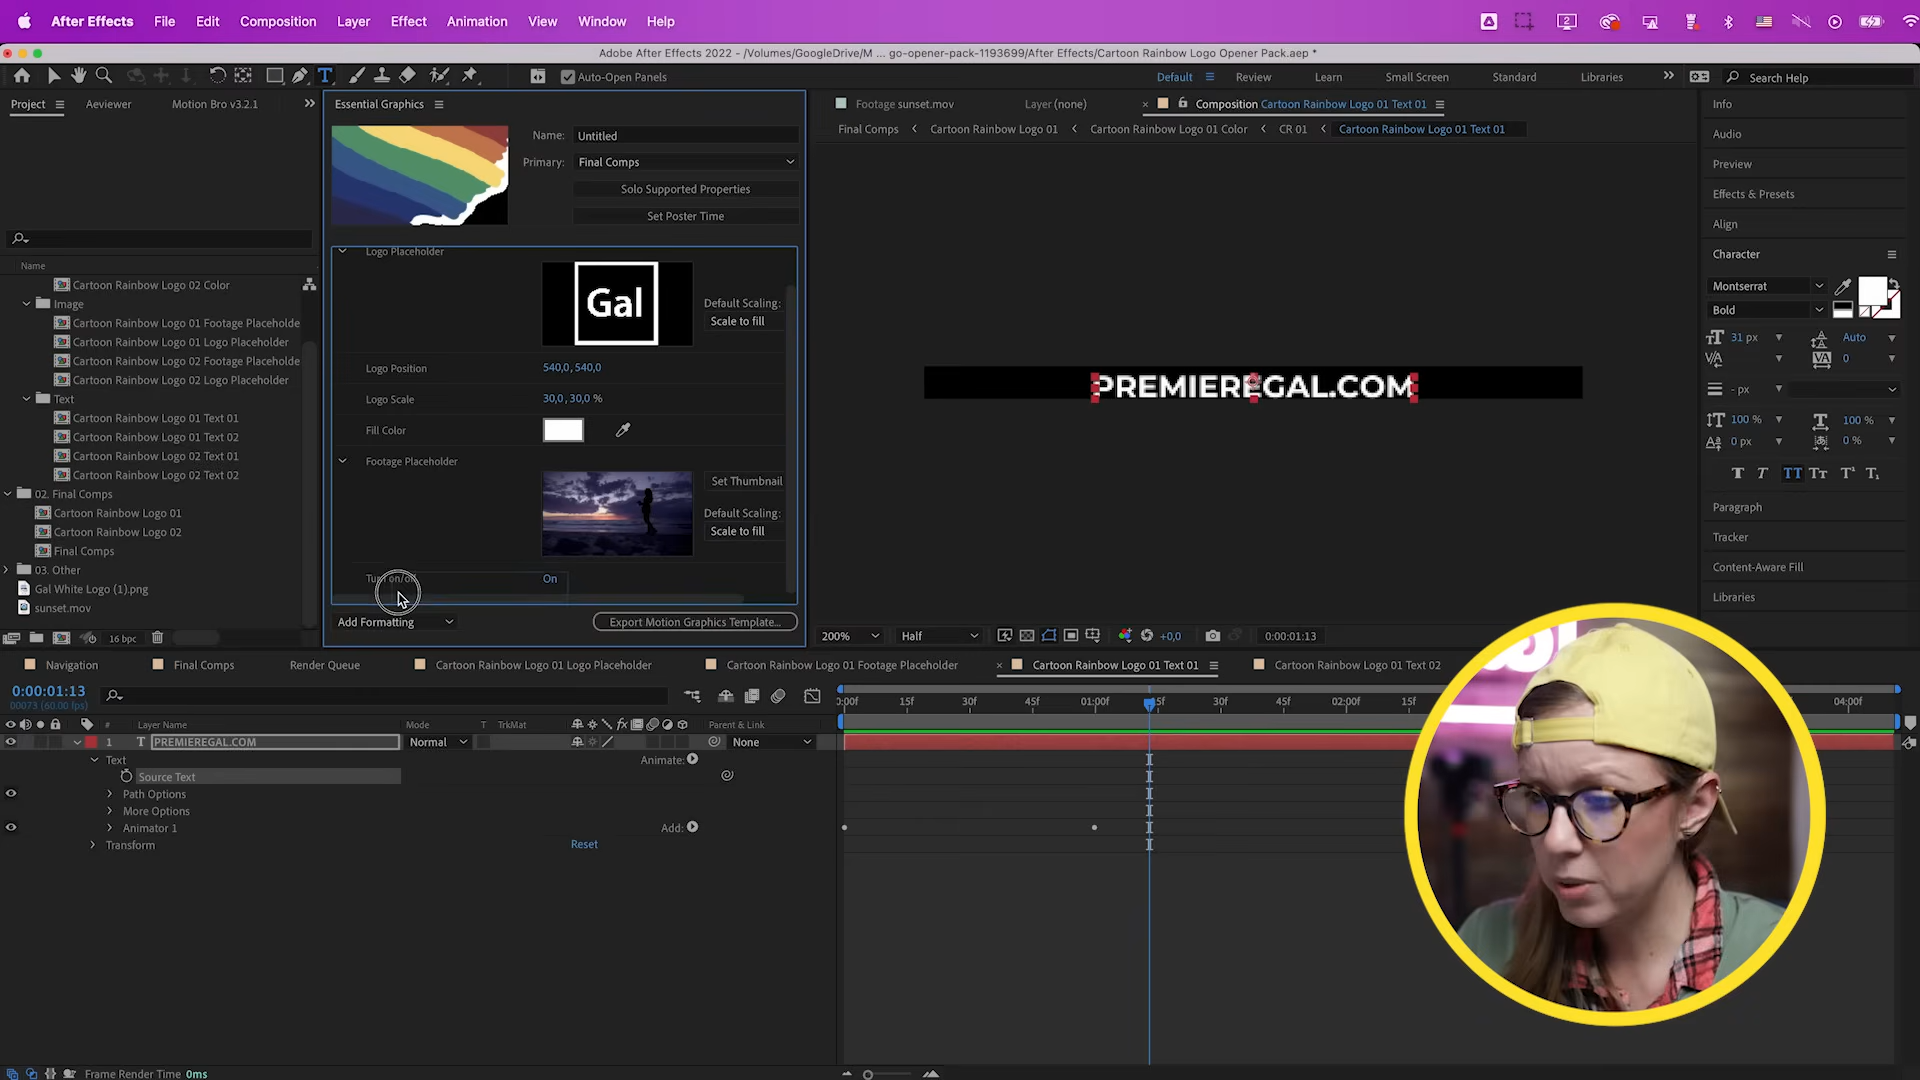 After Effects File Edit Composition Layer Effect Animation View Window Help
Adobe After Effects 2022 - /Volumes/GoogleDrive/M ... go-opener-pack-1193699/After Effects/Cartoon Rainbow Logo Opener Pack.aep *
Auto-Open Panels
Default Review Learn Small Screen Standard Libraries Search Help
Project Aeviewer Motion Bro v3.2.1
Essential Graphics
Name: Untitled
Primary: Final Comps
Solo Supported Properties
Set Poster Time
Footage sunset.mov Layer (none) Composition Cartoon Rainbow Logo 01 Text 01
Final Comps Cartoon Rainbow Logo 01 Cartoon Rainbow Logo 01 Color CR 01 Cartoon Rainbow Logo 01 Text 01
Name
Cartoon Rainbow Logo 02 Color
Image
Cartoon Rainbow Logo 01 Footage Placeholde
Cartoon Rainbow Logo 01 Logo Placeholder
Cartoon Rainbow Logo 02 Footage Placeholde
Cartoon Rainbow Logo 02 Logo Placeholder
Text
Cartoon Rainbow Logo 01 Text 01
Cartoon Rainbow Logo 01 Text 02
Cartoon Rainbow Logo 02 Text 01
Cartoon Rainbow Logo 02 Text 02
02. Final Comps
Cartoon Rainbow Logo 01
Cartoon Rainbow Logo 02
Final Comps
03. Other
Gal White Logo (1).png
sunset.mov
16 bpc
Logo Placeholder
Gal
Default Scaling:
Scale to fill
Logo Position 540,0, 540,0
Logo Scale 30,0, 30,0 %
Fill Color
Footage Placeholder
Set Thumbnail
Default Scaling:
Scale to fill
Turn on/off On
Add Formatting
Export Motion Graphics Template...
PREMIEREGAL.COM
200% Half +0,0 0:00:01:13
Info
Audio
Preview
Effects & Presets
Align
Character
Montserrat
Bold
31 px Auto
0
- px
100 % 100 %
0 px 0 %
T T TT Tt T¹ T₁
Paragraph
Tracker
Content-Aware Fill
Libraries
Navigation Final Comps Render Queue Cartoon Rainbow Logo 01 Logo Placeholder Cartoon Rainbow Logo 01 Footage Placeholder Cartoon Rainbow Logo 01 Text 01 Cartoon Rainbow Logo 01 Text 02
0:00:01:13
00073 (60.00 fps)
:00f 15f 30f 45f 01:00f 15f 30f 45f 02:00f 15f 04:00f
# Layer Name Mode T TrkMat Parent & Link
1 T PREMIEREGAL.COM Normal None
Text Animate:
Source Text
Path Options
More Options
Animator 1 Add:
Transform Reset
Frame Render Time 0ms